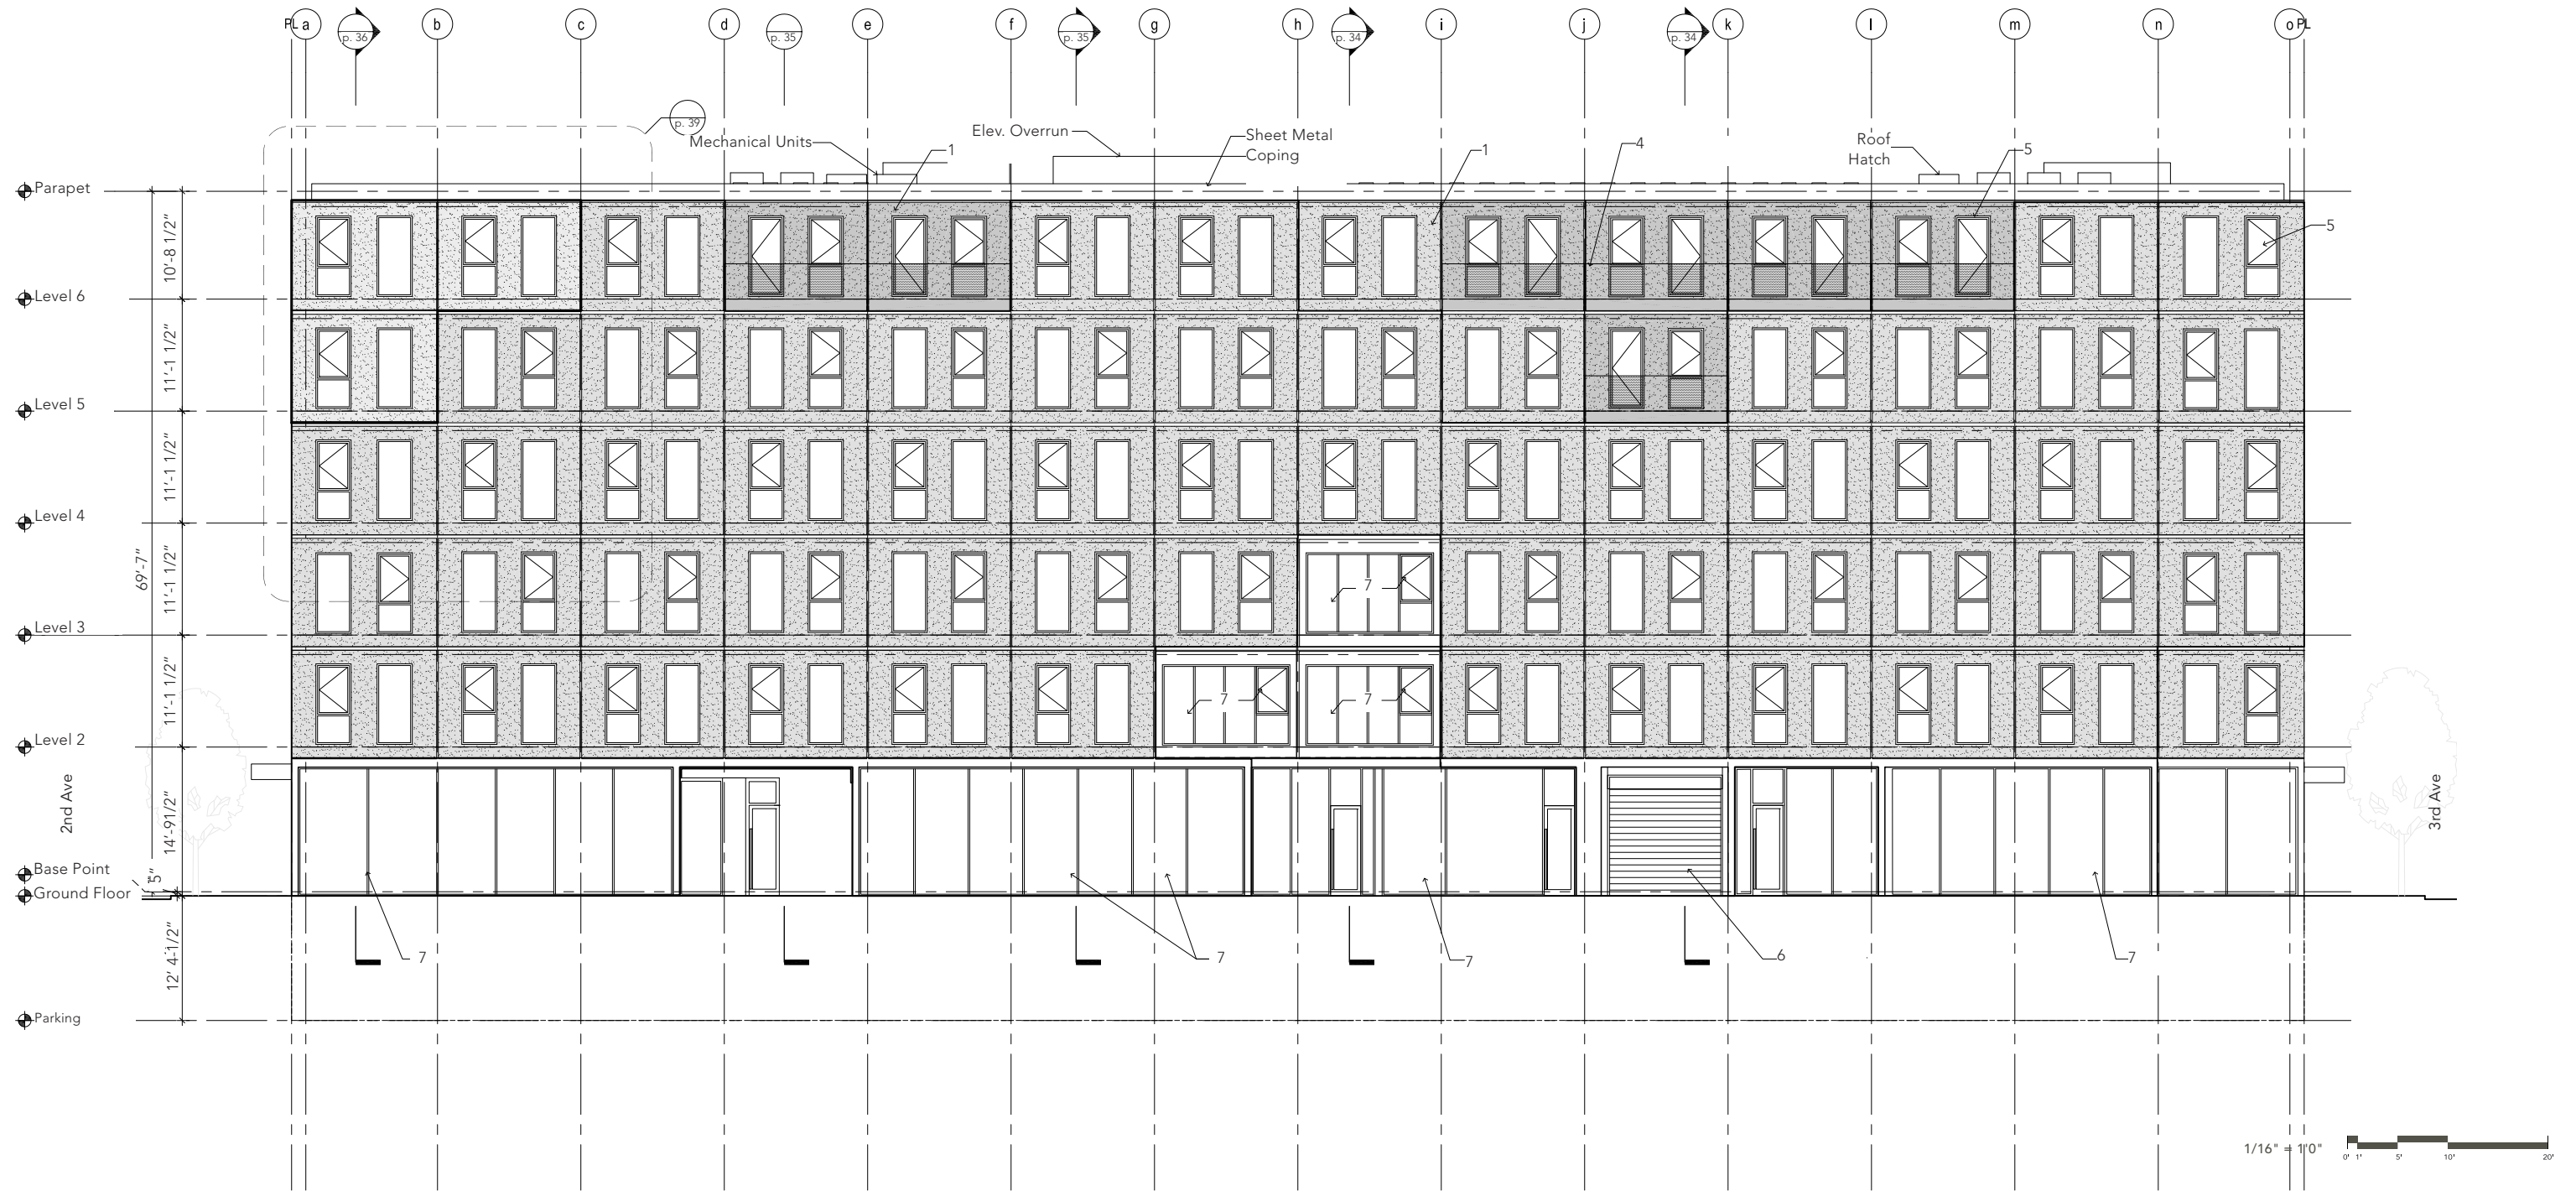 PL a b c d e f g h i j k l m n o PL
p. 36 p. 35 p. 35 p. 34 p. 34
p. 39
Mechanical Units
1
Elev. Overrun
Sheet Metal
Coping
1
4
Roof
Hatch
5
5
Parapet
10'-8 1/2"
Level 6
11'-1 1/2"
Level 5
11'-1 1/2"
Level 4
69'-7"
11'-1 1/2"
7
Level 3
11'-1 1/2"
7
7
Level 2
2nd Ave
14'-91/2"
3rd Ave
Base Point
5"
Ground Floor
12' 4-1/2"
7
7
7
6
7
Parking
1/16" = 1'0"
0' 1' 5' 10' 20'